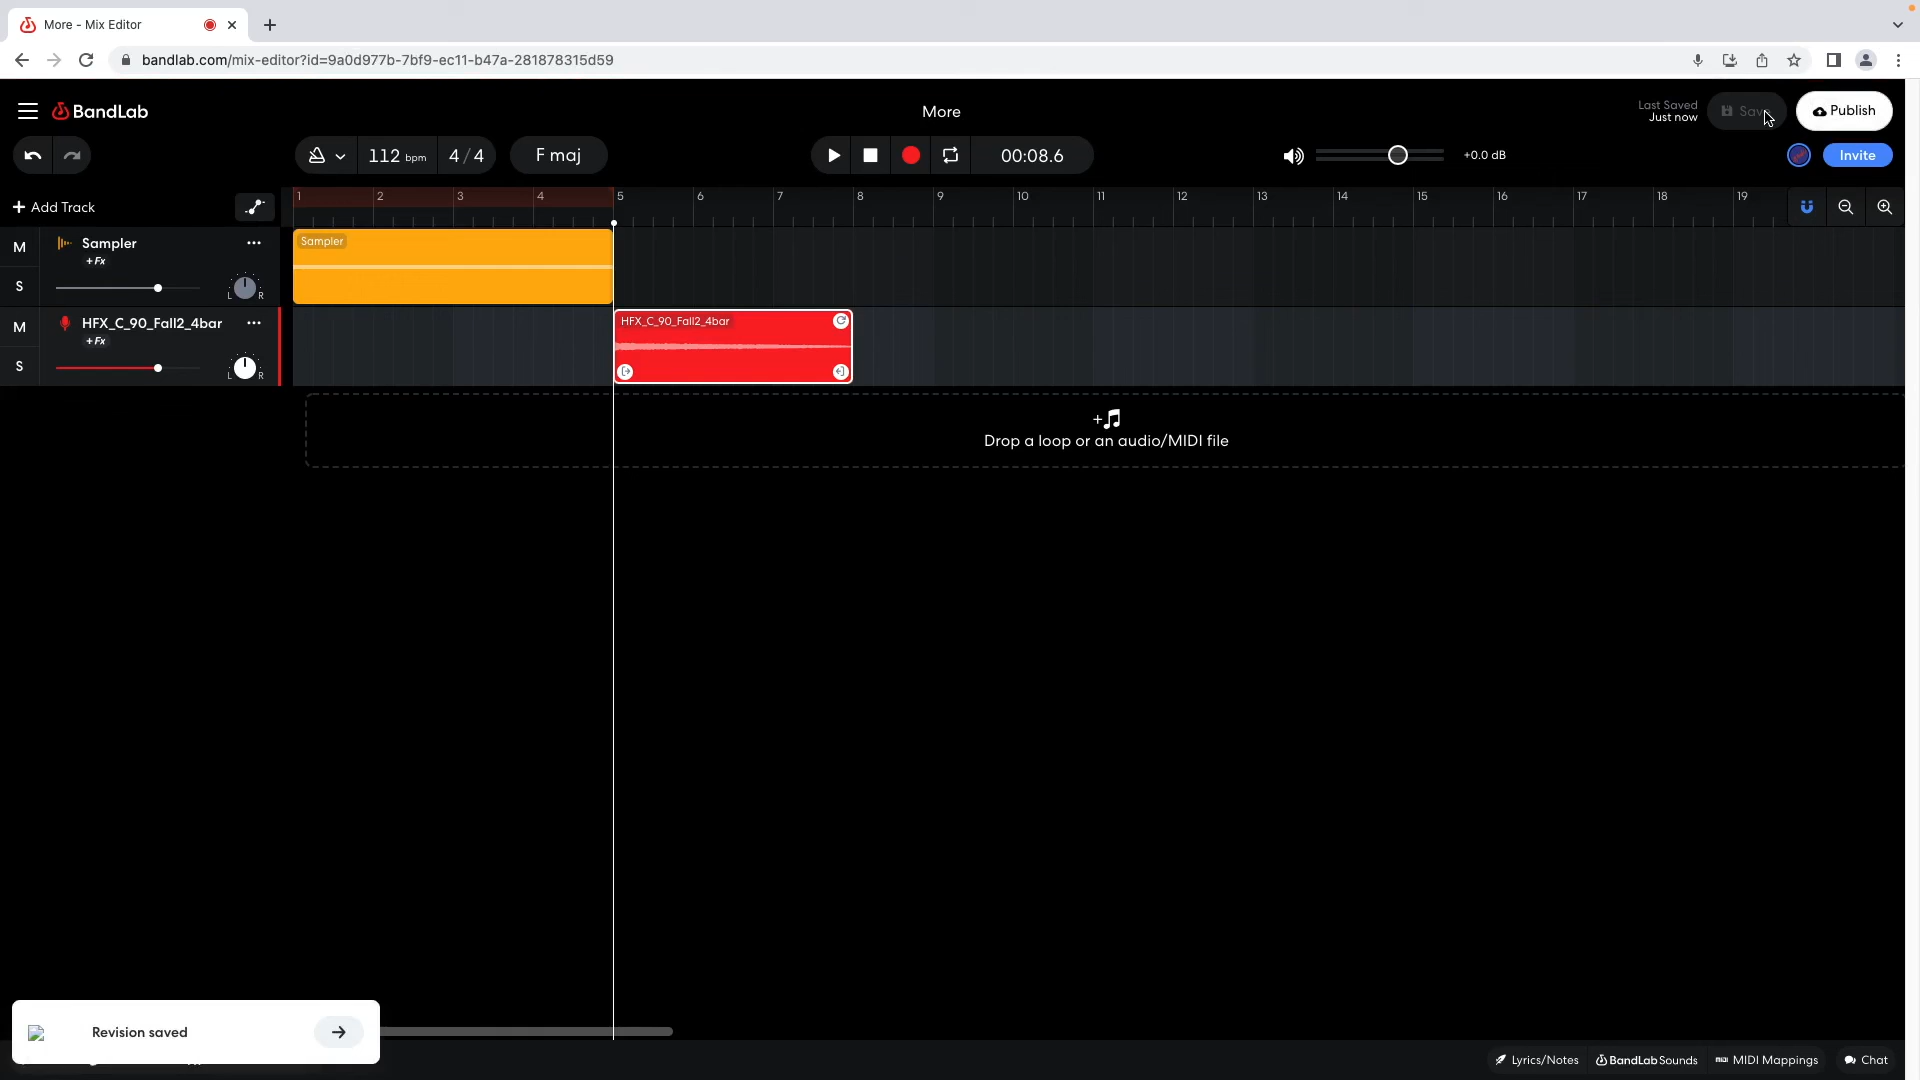 More - Mix Editor
bandlab.com/mix-editor?id=9a0d977b-7bf9-ec11-b47a-281878315d59
BandLab
More
Last Saved
Just now
Save
Publish
112 bpm
4 / 4
F maj
00:08.6
+0.0 dB
Invite
+ Add Track
1 2 3 4 5 6 7 8 9 10 11 12 13 14 15 16 17 18 19
M
Sampler
+Fx
S
L R
Sampler
M
HFX_C_90_Fall2_4bar
+Fx
S
L R
HFX_C_90_Fall2_4bar
Drop a loop or an audio/MIDI file
Revision saved
Lyrics/Notes
BandLab Sounds
MIDI Mappings
Chat